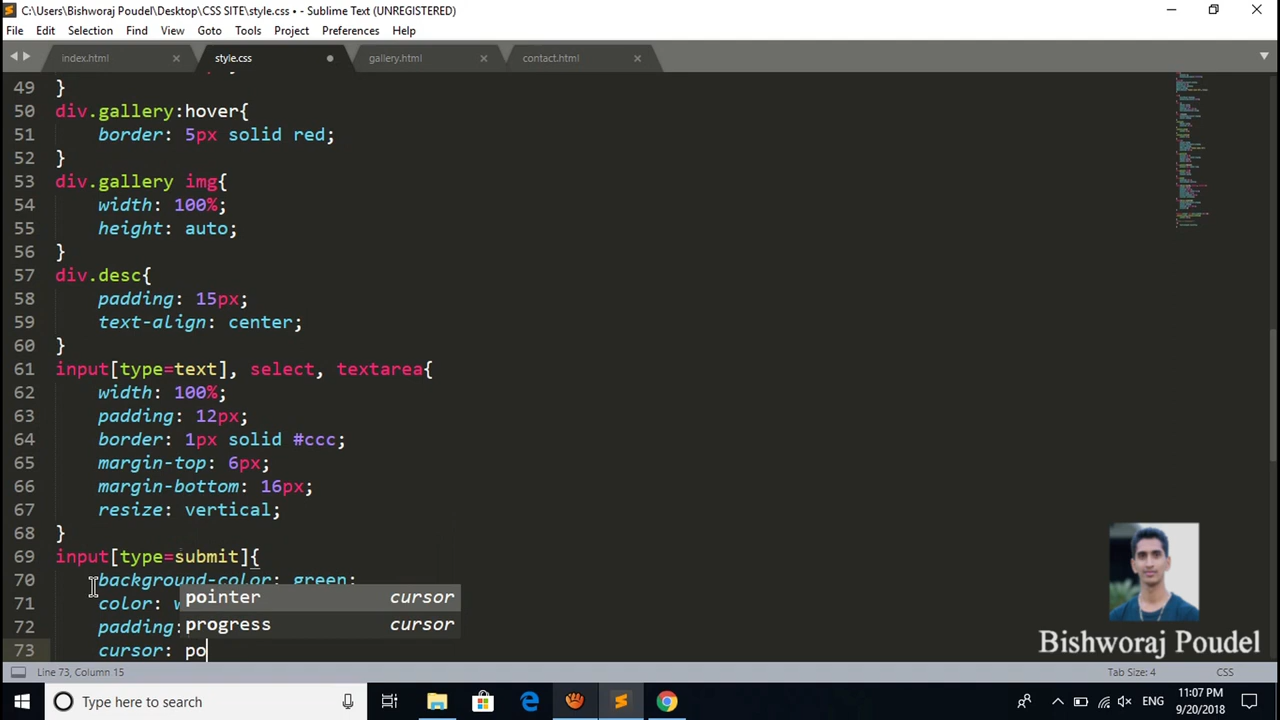 C:\Users\Bishworaj Poudel\Desktop\CSS SITE\style.css • - Sublime Text (UNREGISTERED)
File Edit Selection Find View Goto Tools Project Preferences Help
index.html style.css gallery.html contact.html
49 }
50 div.gallery:hover{
51 border: 5px solid red;
52 }
53 div.gallery img{
54 width: 100%;
55 height: auto;
56 }
57 div.desc{
58 padding: 15px;
59 text-align: center;
60 }
61 input[type=text], select, textarea{
62 width: 100%;
63 padding: 12px;
64 border: 1px solid #ccc;
65 margin-top: 6px;
66 margin-bottom: 16px;
67 resize: vertical;
68 }
69 input[type=submit]{
70 background-color: green;
71 color:
pointer cursor
72 padding:
progress cursor
73 cursor: po
Bishworaj Poudel
Line 73, Column 15 Tab Size: 4 CSS
Type here to search
ENG
11:07 PM
9/20/2018